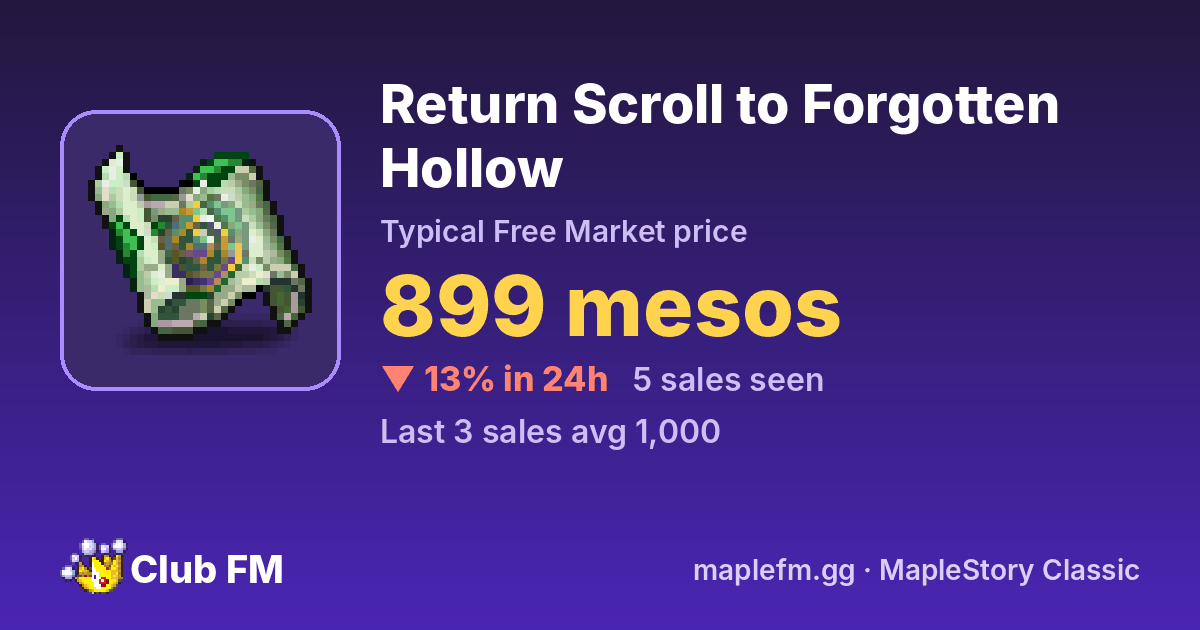 Return Scroll to Forgotten
Hollow
Typical Free Market price
899 mesos
▼ 13% in 24h 5 sales seen
Last 3 sales avg 1,000
Club FM
maplefm.gg · MapleStory Classic